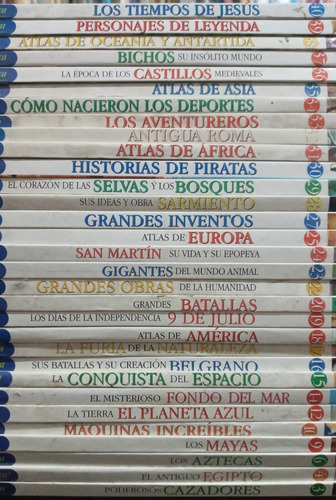 LOS TIEMPOS DE JESÚS
PERSONAJES DE LEYENDA
ATLAS DE OCEANÍA Y ANTÁRTIDA
BICHOS SU INSÓLITO MUNDO
LA ÉPOCA DE LOS CASTILLOS MEDIEVALES
ATLAS DE ASIA
CÓMO NACIERON LOS DEPORTES
LOS AVENTUREROS
ANTIGUA ROMA
ATLAS DE ÁFRICA
HISTORIAS DE PIRATAS
EL CORAZÓN DE LAS SELVAS Y LOS BOSQUES
SUS IDEAS Y OBRA SARMIENTO
GRANDES INVENTOS
ATLAS DE EUROPA
SAN MARTÍN SU VIDA Y SU EPOPEYA
GIGANTES DEL MUNDO ANIMAL
GRANDES OBRAS DE LA HUMANIDAD
GRANDES BATALLAS
LOS DIAS DE LA INDEPENDENCIA 9 DE JULIO
ATLAS DE AMÉRICA
LA FURIA DE LA NATURALEZA
SUS BATALLAS Y SU CREACIÓN BELGRANO
LA CONQUISTA DEL ESPACIO
EL MISTERIOSO FONDO DEL MAR
LA TIERRA EL PLANETA AZUL
MÁQUINAS INCREÍBLES
LOS MAYAS
LOS AZTECAS
EL ANTIGUO EGIPTO
PODEROSOS CAZADORES